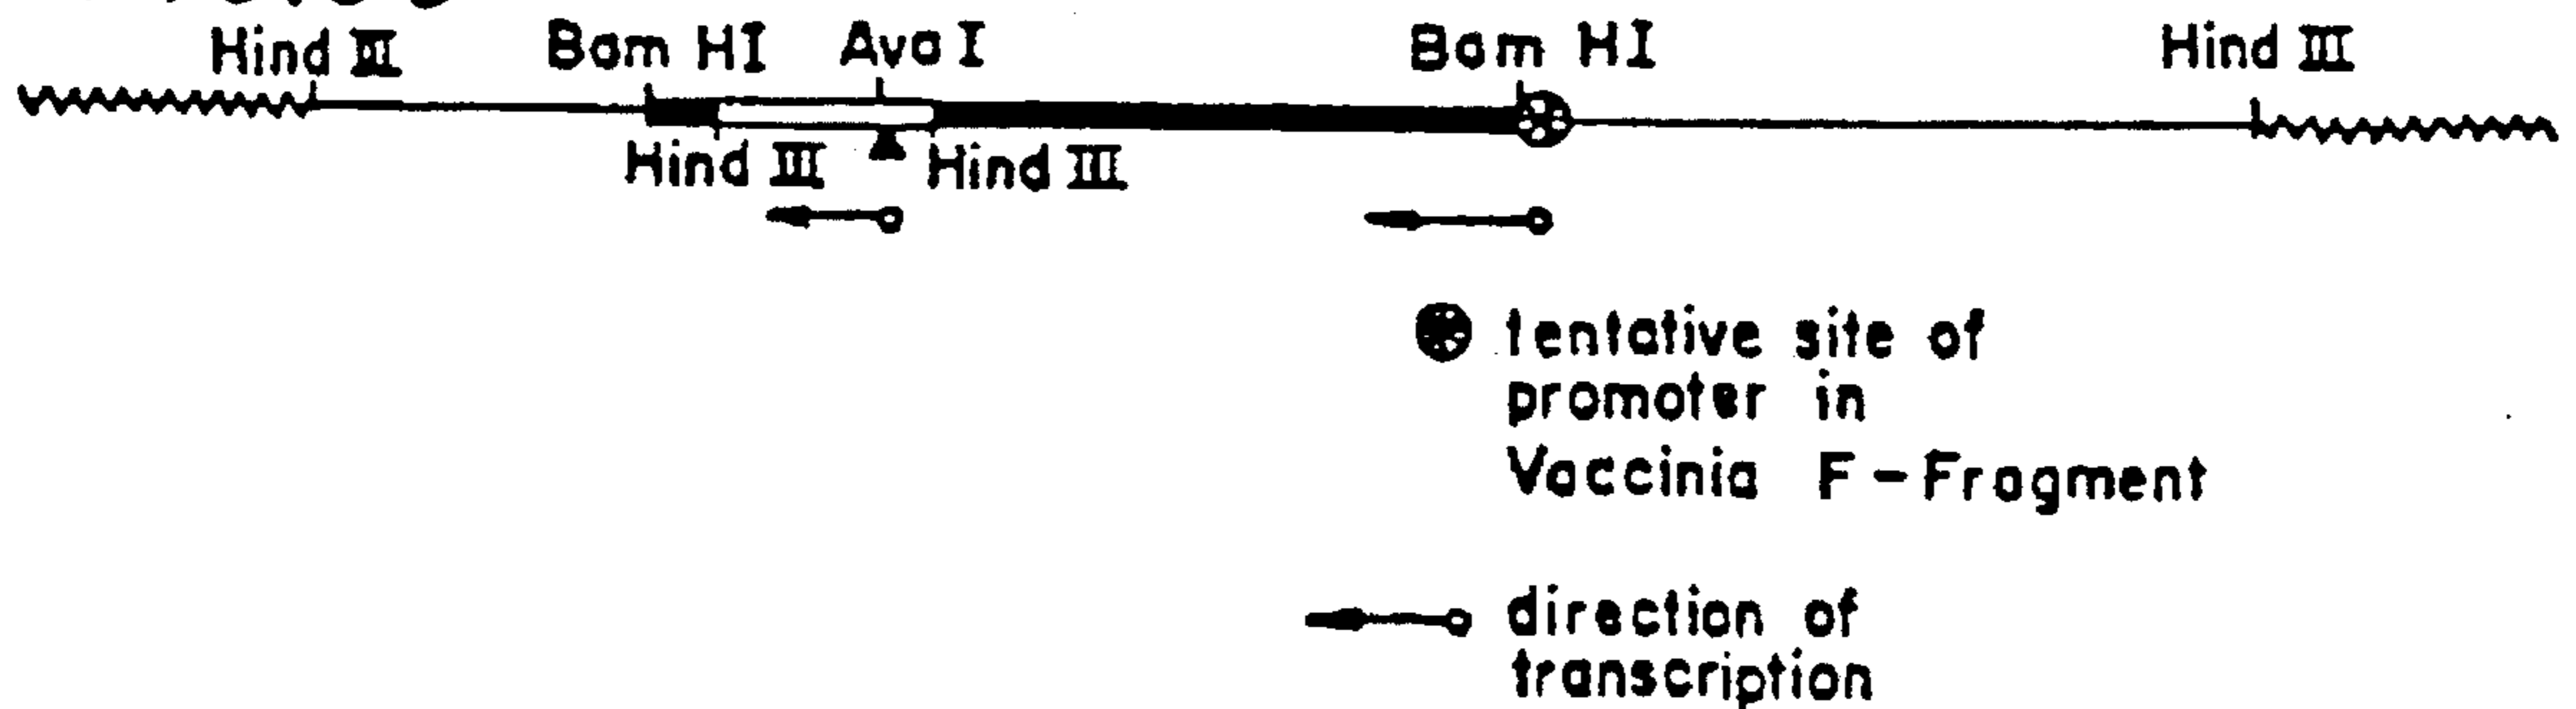 Hind III Bam HI Ava I Bam HI Hind III
Hind III Hind III
tentative site of
promoter in
Vaccinia F-Fragment
direction of
transcription